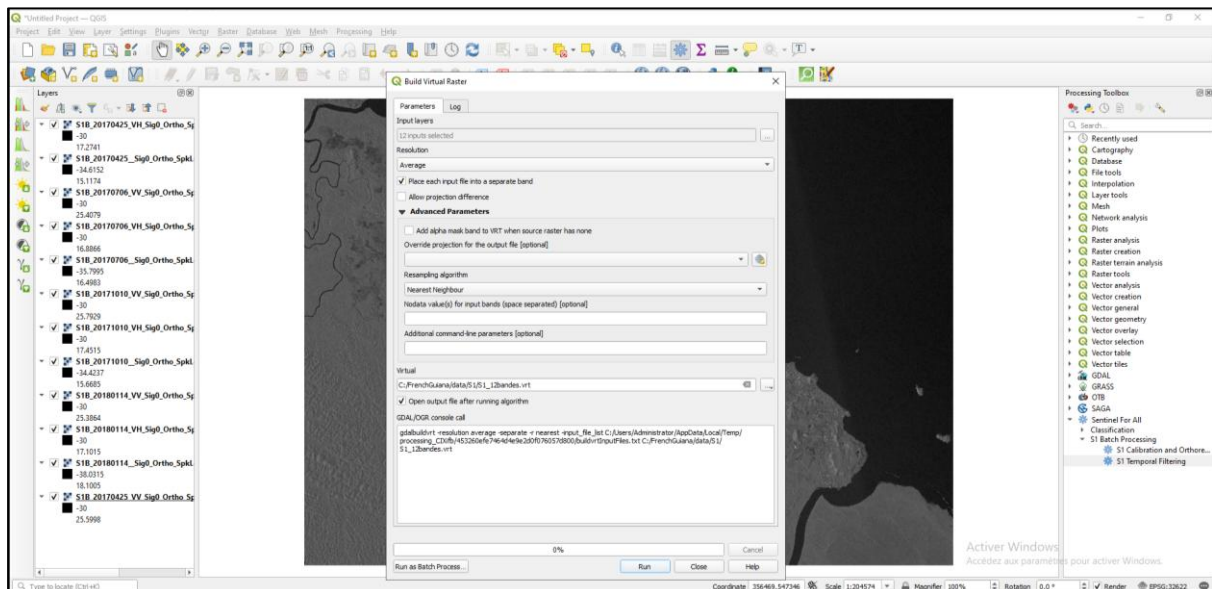 *Untitled Project — QGIS
Project Edit View Layer Settings Plugins Vector Raster Database Web Mesh Processing Help
Layers
S1B_20170425_VH_Sig0_Ortho_Sp
-30
17.2741
S1B_20170425__Sig0_Ortho_SpkL
-34.6152
15.1174
S1B_20170706_VV_Sig0_Ortho_Sp
-30
25.4079
S1B_20170706_VH_Sig0_Ortho_Sp
-30
16.8866
S1B_20170706__Sig0_Ortho_SpkL
-35.7995
16.4983
S1B_20171010_VV_Sig0_Ortho_Sp
-30
25.7929
S1B_20171010_VH_Sig0_Ortho_Sp
-30
17.4515
S1B_20171010__Sig0_Ortho_SpkL
-34.4237
15.6685
S1B_20180114_VV_Sig0_Ortho_Sp
-30
25.3864
S1B_20180114_VH_Sig0_Ortho_Sp
-30
17.1015
S1B_20180114__Sig0_Ortho_SpkL
-38.0315
18.1005
S1B_20170425_VV_Sig0_Ortho_Sp
-30
25.5998
Build Virtual Raster
Parameters Log
Input layers
12 inputs selected
Resolution
Average
Place each input file into a separate band
Allow projection difference
Advanced Parameters
Add alpha mask band to VRT when source raster has none
Override projection for the output file [optional]
Resampling algorithm
Nearest Neighbour
Nodata value(s) for input bands (space separated) [optional]
Additional command-line parameters [optional]
Virtual
C:/FrenchGuiana/data/S1/S1_12bandes.vrt
Open output file after running algorithm
GDAL/OGR console call
gdalbuildvrt -resolution average -separate -r nearest -input_file_list C:/Users/Administrator/AppData/Local/Temp/
S1_12bandes.vrt
0%
Cancel
Run as Batch Process...
Run Close Help
Processing Toolbox
Search...
Recently used
Cartography
Database
File tools
Interpolation
Layer tools
Mesh
Network analysis
Plots
Raster analysis
Raster creation
Raster terrain analysis
Raster tools
Vector analysis
Vector creation
Vector general
Vector geometry
Vector overlay
Vector selection
Vector table
Vector tiles
GDAL
GRASS
OTB
SAGA
Sentinel For All
Classification
S1 Batch Processing
S1 Calibration and Orthore...
S1 Temporal Filtering
Activer Windows
Accédez aux paramètres pour activer Windows.
Type to locate (Ctrl+K)
Coordinate 356469,547346 Scale 1:204574 Magnifier 100% Rotation 0,0 ° Render EPSG:32622